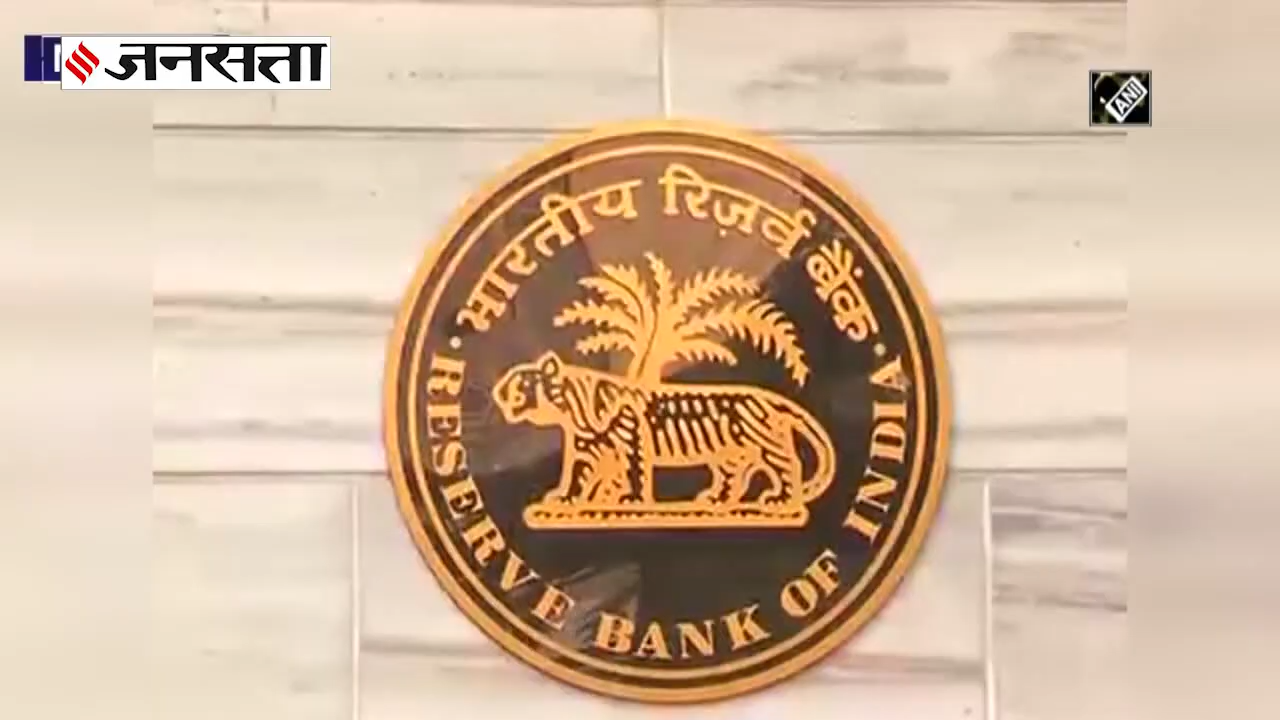 जनसत्ता
ANI
भारतीय रिज़र्व बैंक
RESERVE BANK OF INDIA